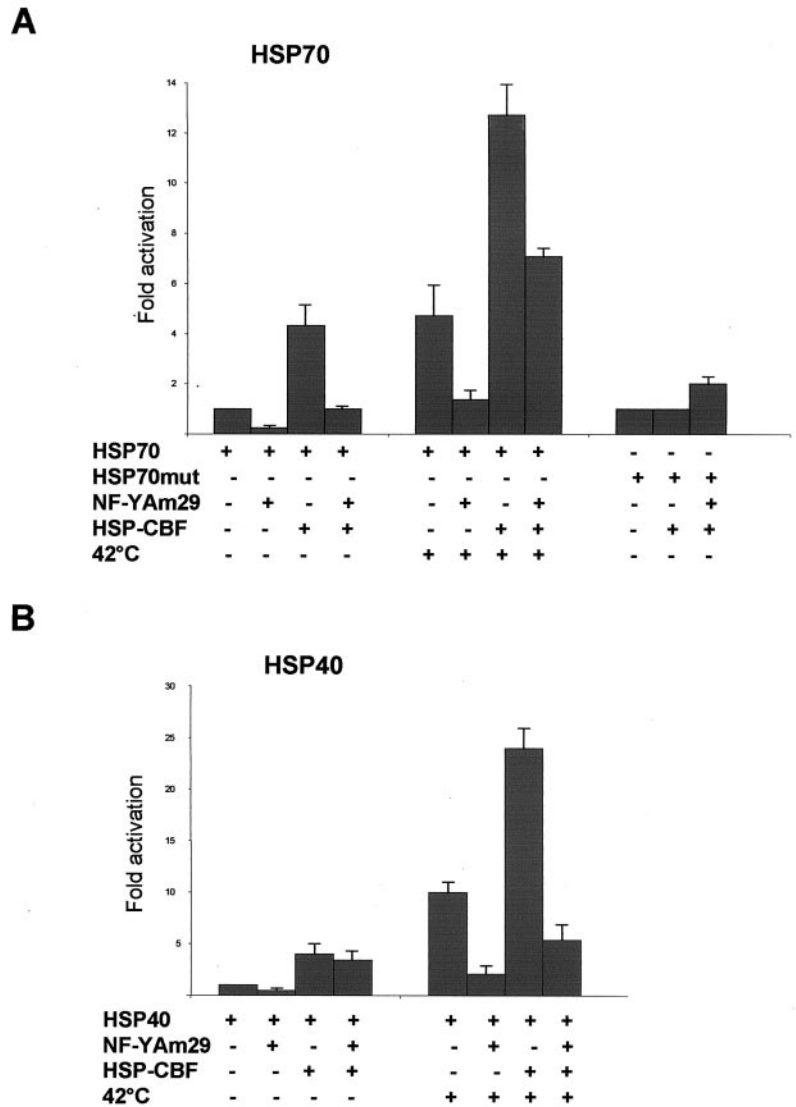 A
HSP70
Fold activation
14
12
10
8
6
4
2
HSP70 + + + + + + + + - - -
HSP70mut - - - - - - - - + + +
NF-YAm29 - + - + - + - + - - +
HSP-CBF - - + + - - + + - + +
42°C - - - - + + + + - - -
B
HSP40
Fold activation
30
25
20
15
10
5
HSP40 + + + + + + + +
NF-YAm29 - + - + - + - +
HSP-CBF - - + + - - + +
42°C - - - - + + + +